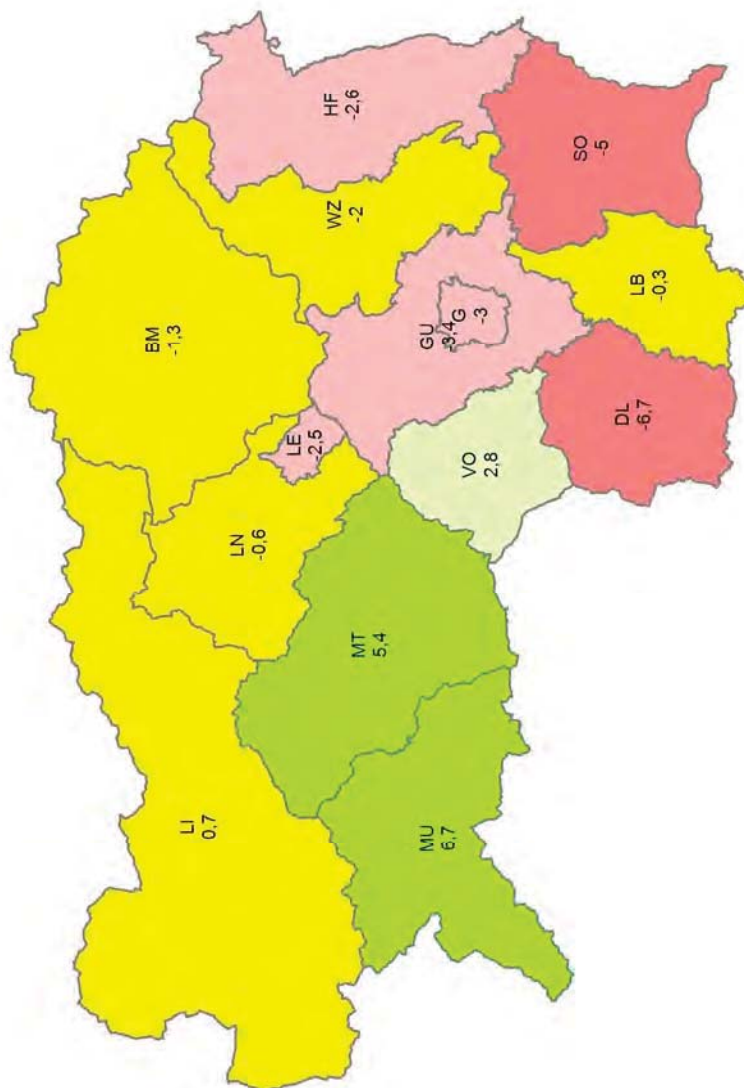 BM
-1,3
LI
0,7
LN
-0,6
LE
-2,5
HF
-2,6
WZ
-2
MT
5,4
MU
6,7
GU
-3,4
G
-3
VO
2,8
SO
-5
DL
-6,7
LB
-0,3